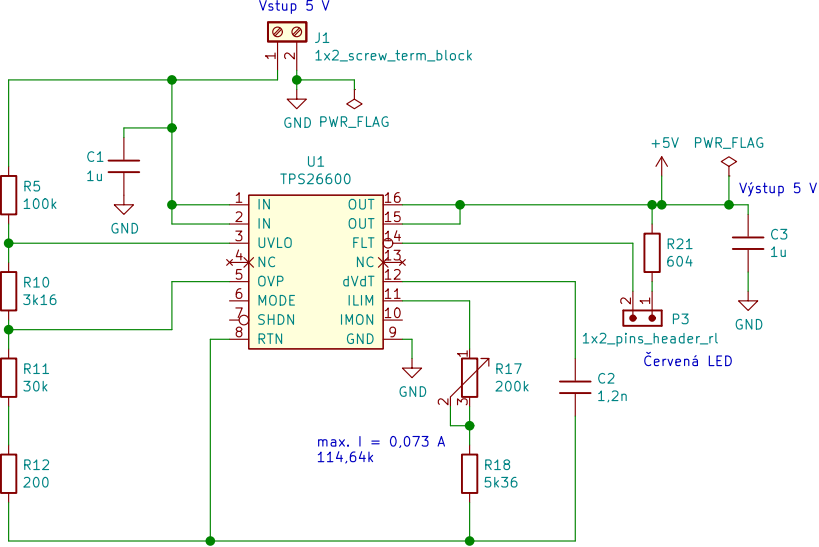 Vstup 5 V
J1
1x2_screw_term_block
1
2
GND
PWR_FLAG
C1
1u
GND
U1
TPS26600
+5V
PWR_FLAG
Výstup 5 V
R5
100k
1 IN OUT 16
2 IN OUT 15
3 UVLO FLT 14
4 NC NC 13
5 OVP dVdT 12
6 MODE ILIM 11
7 SHDN IMON 10
8 RTN GND 9
R21
604
C3
1u
GND
R10
3k16
2
1
P3
1x2_pins_header_rl
Červená LED
GND
R11
30k
1
R17
200k
2
3
C2
1,2n
max. I = 0,073 A
114,64k
R12
200
R18
5k36